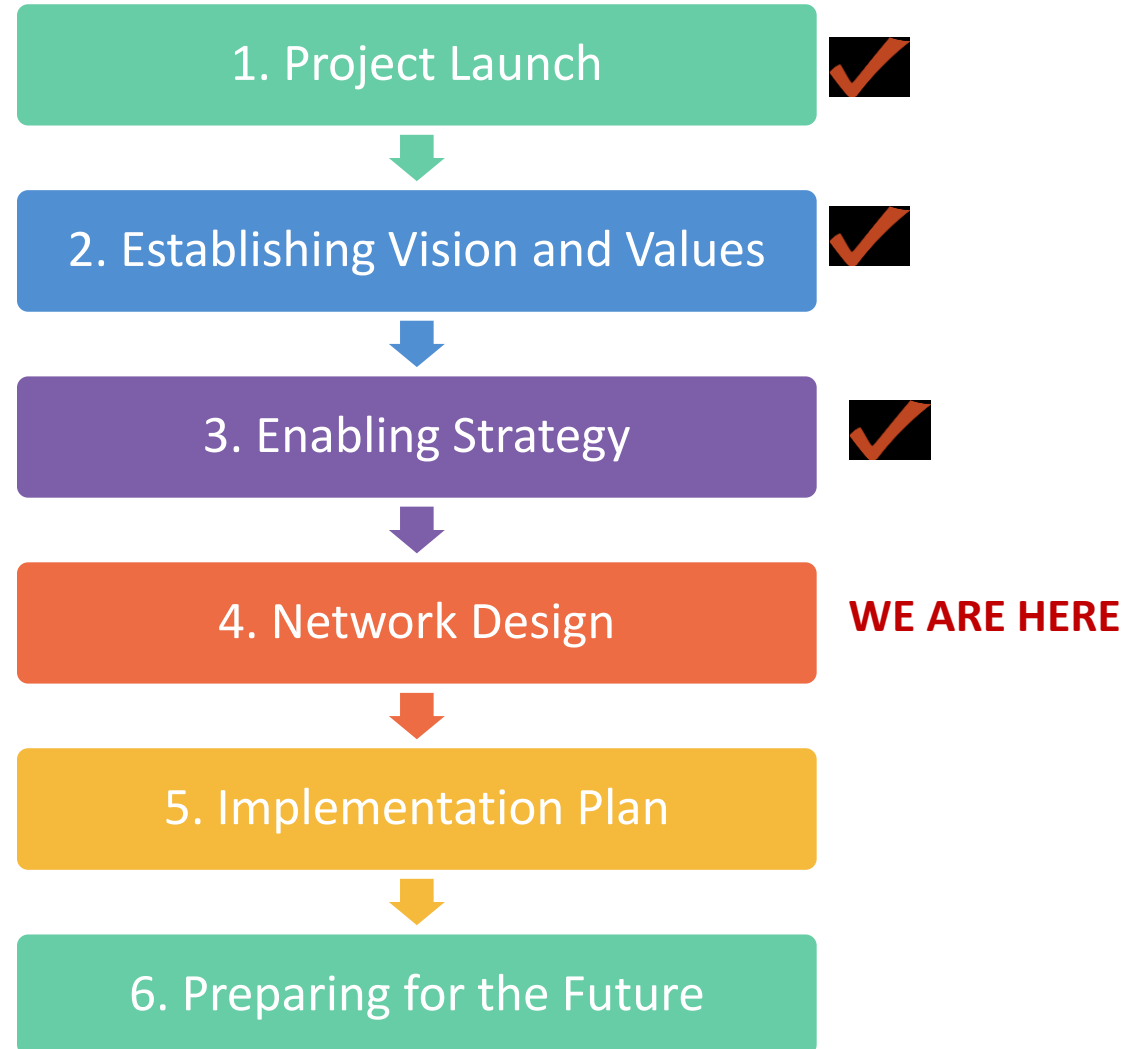 1. Project Launch
2. Establishing Vision and Values
3. Enabling Strategy
4. Network Design
WE ARE HERE
5. Implementation Plan
6. Preparing for the Future